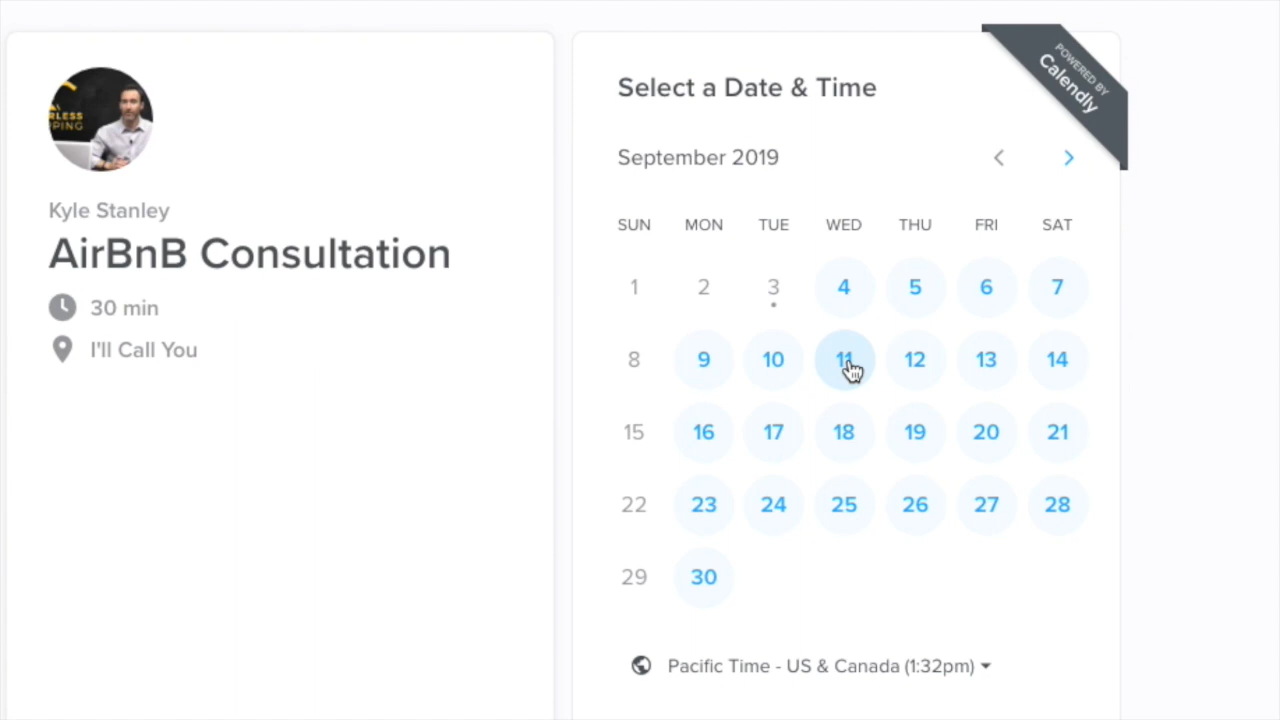 Kyle Stanley
AirBnB Consultation
30 min
I'll Call You
Select a Date & Time
POWERED BY
Calendly
September 2019
SUN MON TUE WED THU FRI SAT
1 2 3 4 5 6 7
8 9 10 11 12 13 14
15 16 17 18 19 20 21
22 23 24 25 26 27 28
29 30
Pacific Time - US & Canada (1:32pm)